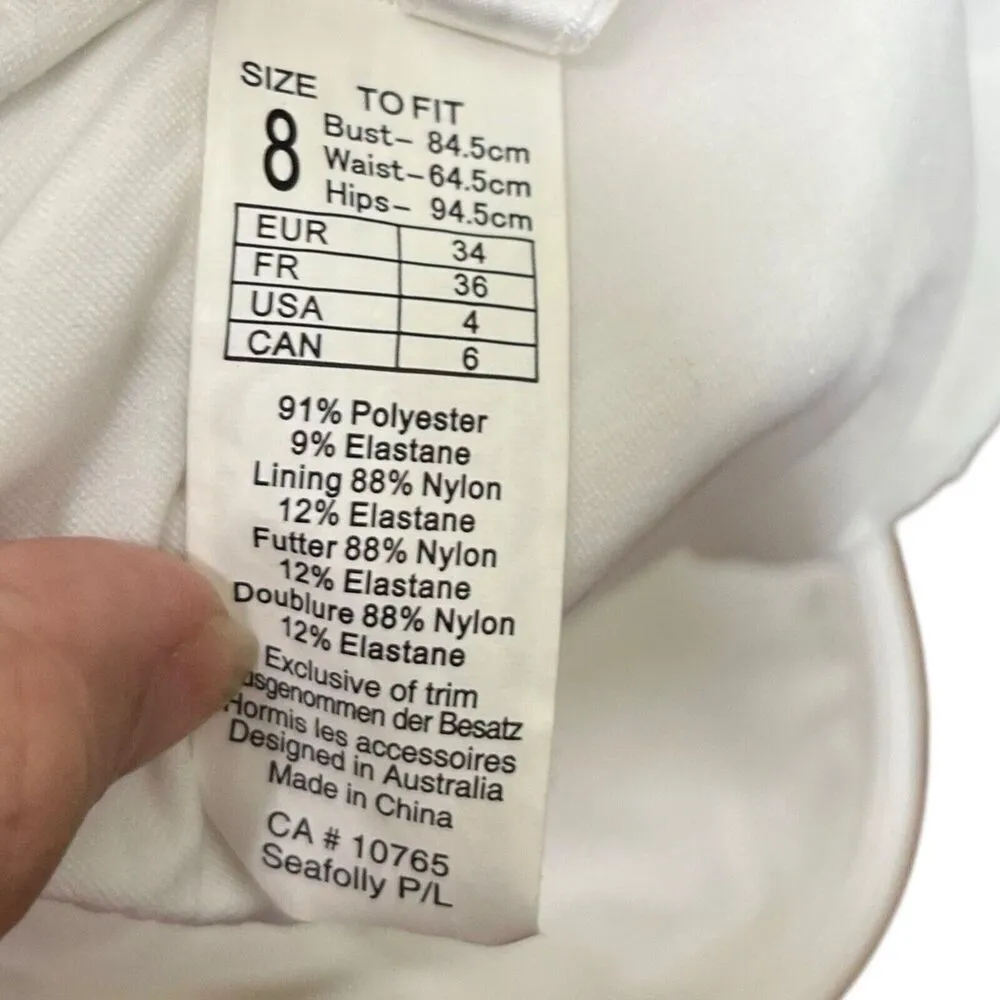 SIZE TO FIT
8 Bust- 84.5cm
Waist-64.5cm
Hips- 94.5cm
EUR 34
FR 36
USA 4
CAN 6
91% Polyester
9% Elastane
Lining 88% Nylon
12% Elastane
Futter 88% Nylon
12% Elastane
Doublure 88% Nylon
12% Elastane
Exclusive of trim
der Besatz
Hormis les accessoires
Designed in Australia
Made in China
CA # 10765
Seafolly P/L